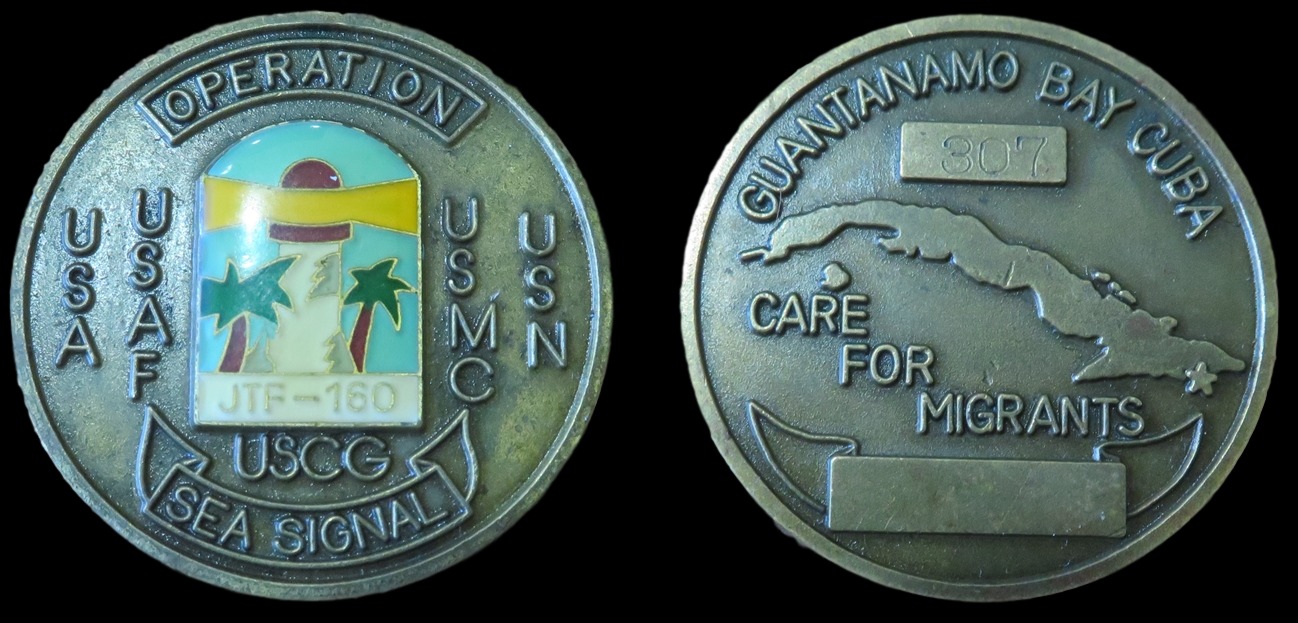 OPERATION
USA
USAF
USMC
USN
JTF-160
USCG
SEA SIGNAL
GUANTANAMO BAY CUBA
307
CARE
FOR
MIGRANTS